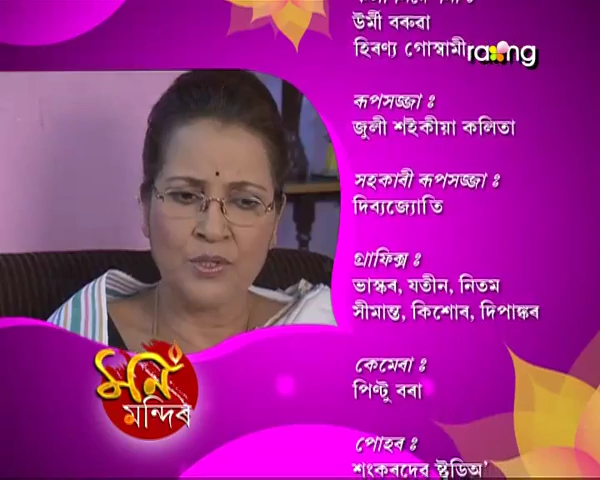 উৰ্মী বৰুৱা
হিৰণ্য গোস্বামী
rang
ৰূপসজ্জা ঃ
জুলী শইকীয়া কলিতা
সহকাৰী ৰূপসজ্জা ঃ
দিব্যজ্যোতি
গ্ৰাফিক্স ঃ
ভাস্কৰ, যতীন, নিতম
সীমান্ত, কিশোৰ, দিপাঙ্কৰ
কেমেৰা ঃ
পিণ্টু বৰা
পোহৰ ঃ
শংকৰদেৱ ষ্টুডিঅ'
মন
মন্দিৰ